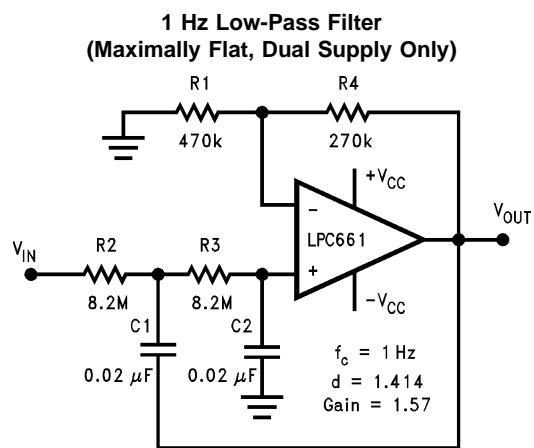 1 Hz Low-Pass Filter
(Maximally Flat, Dual Supply Only)
R1
R4
470k
270k
+VCC
VOUT
-
LPC661
VIN
R2
R3
+
8.2M
8.2M
-VCC
C1
C2
0.02 μF
0.02 μF
fc = 1 Hz
d = 1.414
Gain = 1.57